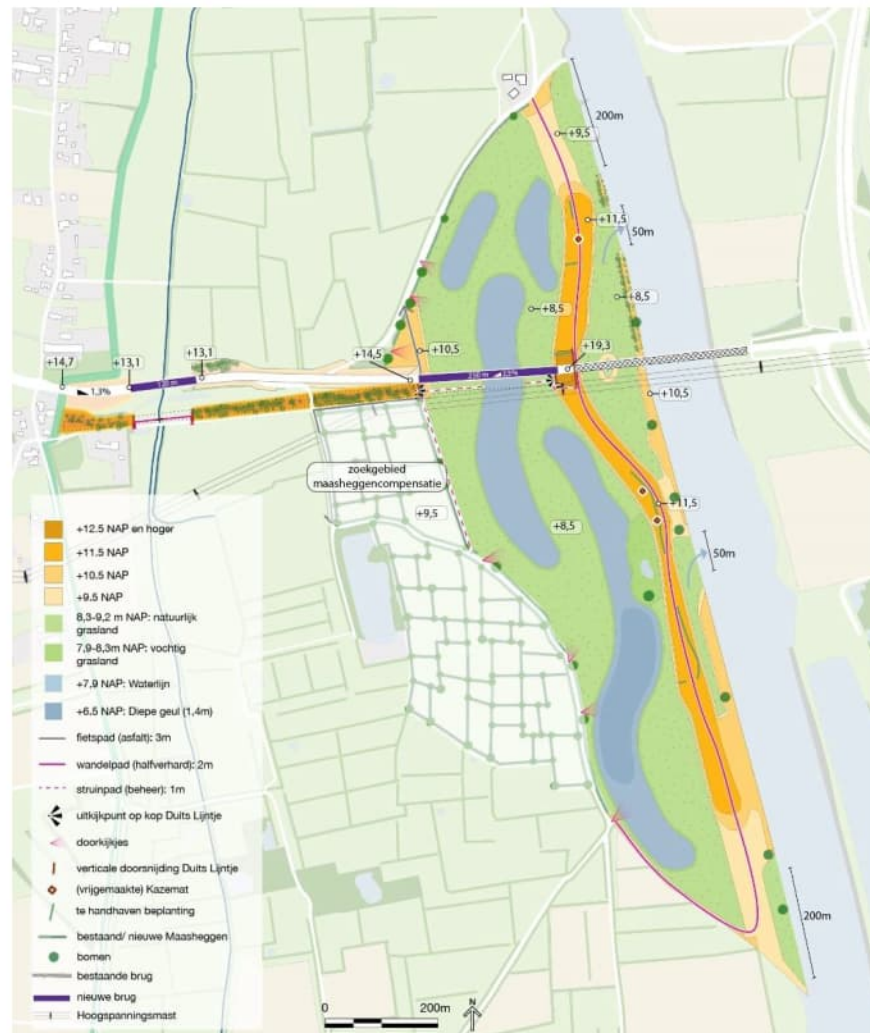 200m
+9,5
+11,5
50m
+8,5
+8,5
+19,3
+14,7
+13,1
+13,1
+14,5
+10,5
1,3%
120 m
+10,5
zoekgebied
maasheggencompensatie
+9,5
+8,5
+11,5
50m
200m
+12.5 NAP en hoger
+11.5 NAP
+10.5 NAP
+9.5 NAP
8,3-9,2 m NAP: natuurlijk
grasland
7,9-8,3m NAP: vochtig
grasland
+7,9 NAP: Waterlijn
+6.5 NAP: Diepe geul (1,4m)
fietspad (asfalt): 3m
wandelpad (halfverhard): 2m
struinpad (beheer): 1m
uitkijkpunt op kop Duits Lijntje
doorkijkjes
verticale doorsnijding Duits Lijntje
(vrijgemaakte) Kazemat
te handhaven beplanting
bestaand/ nieuwe Maasheggen
bomen
bestaande brug
nieuwe brug
Hoogspanningsmast
0
200m
N